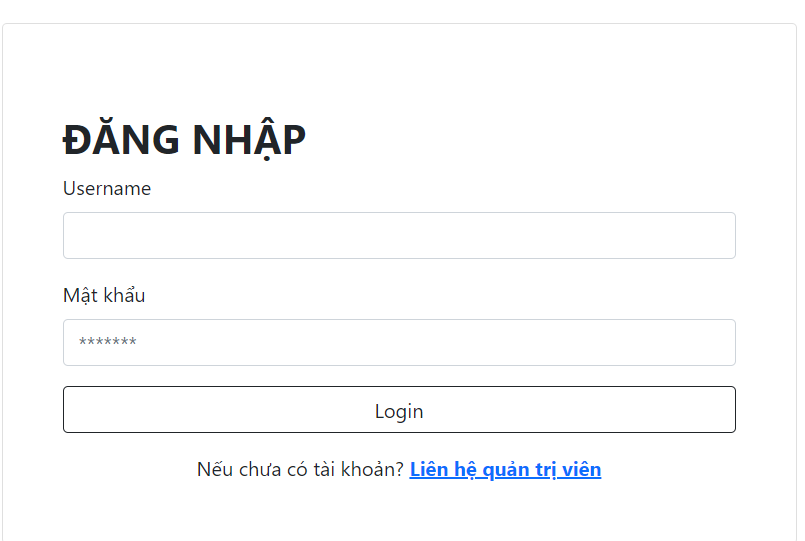 ĐĂNG NHẬP
Username
Mật khẩu
*******
Login
Nếu chưa có tài khoản? Liên hệ quản trị viên